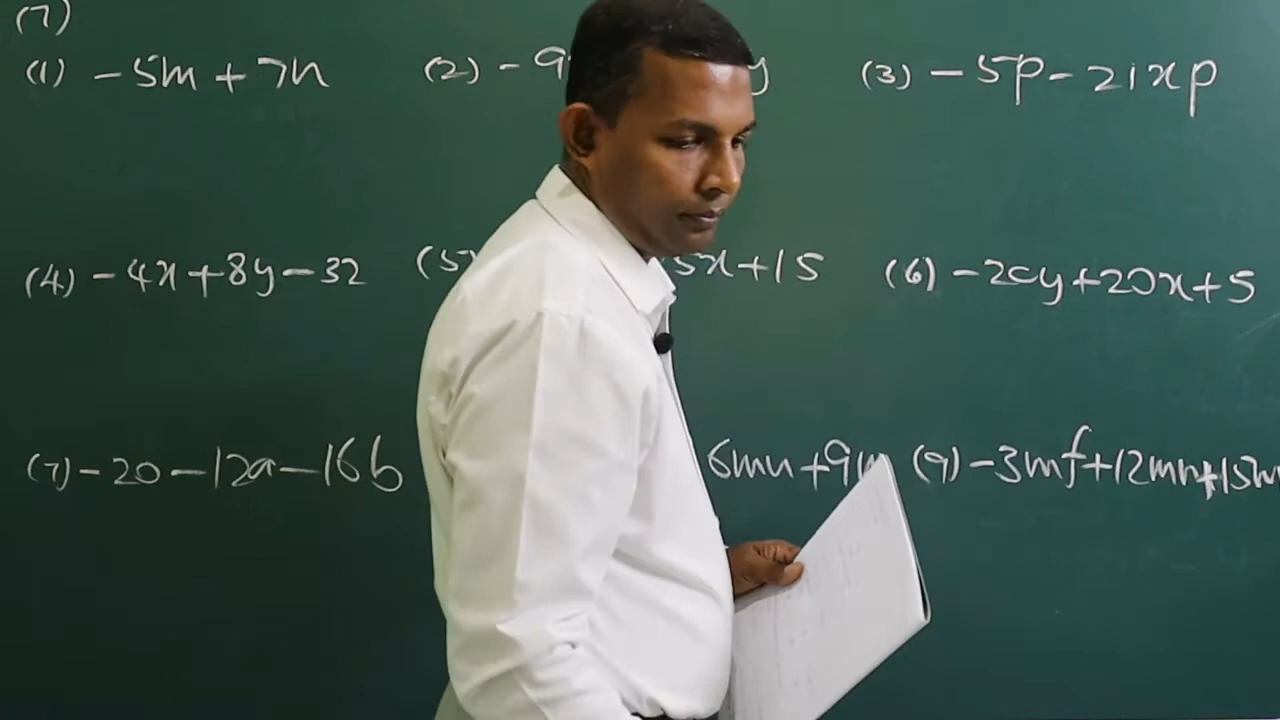 (7)
(1) -5m+7n (2) -9 y (3) -5p-21xp
(4) -4x+8y-32 (5) 5x+15 (6) -20y+20x+5
(7) -20-12a-16b 6mn+9 (9) -3mf+12mn+15m